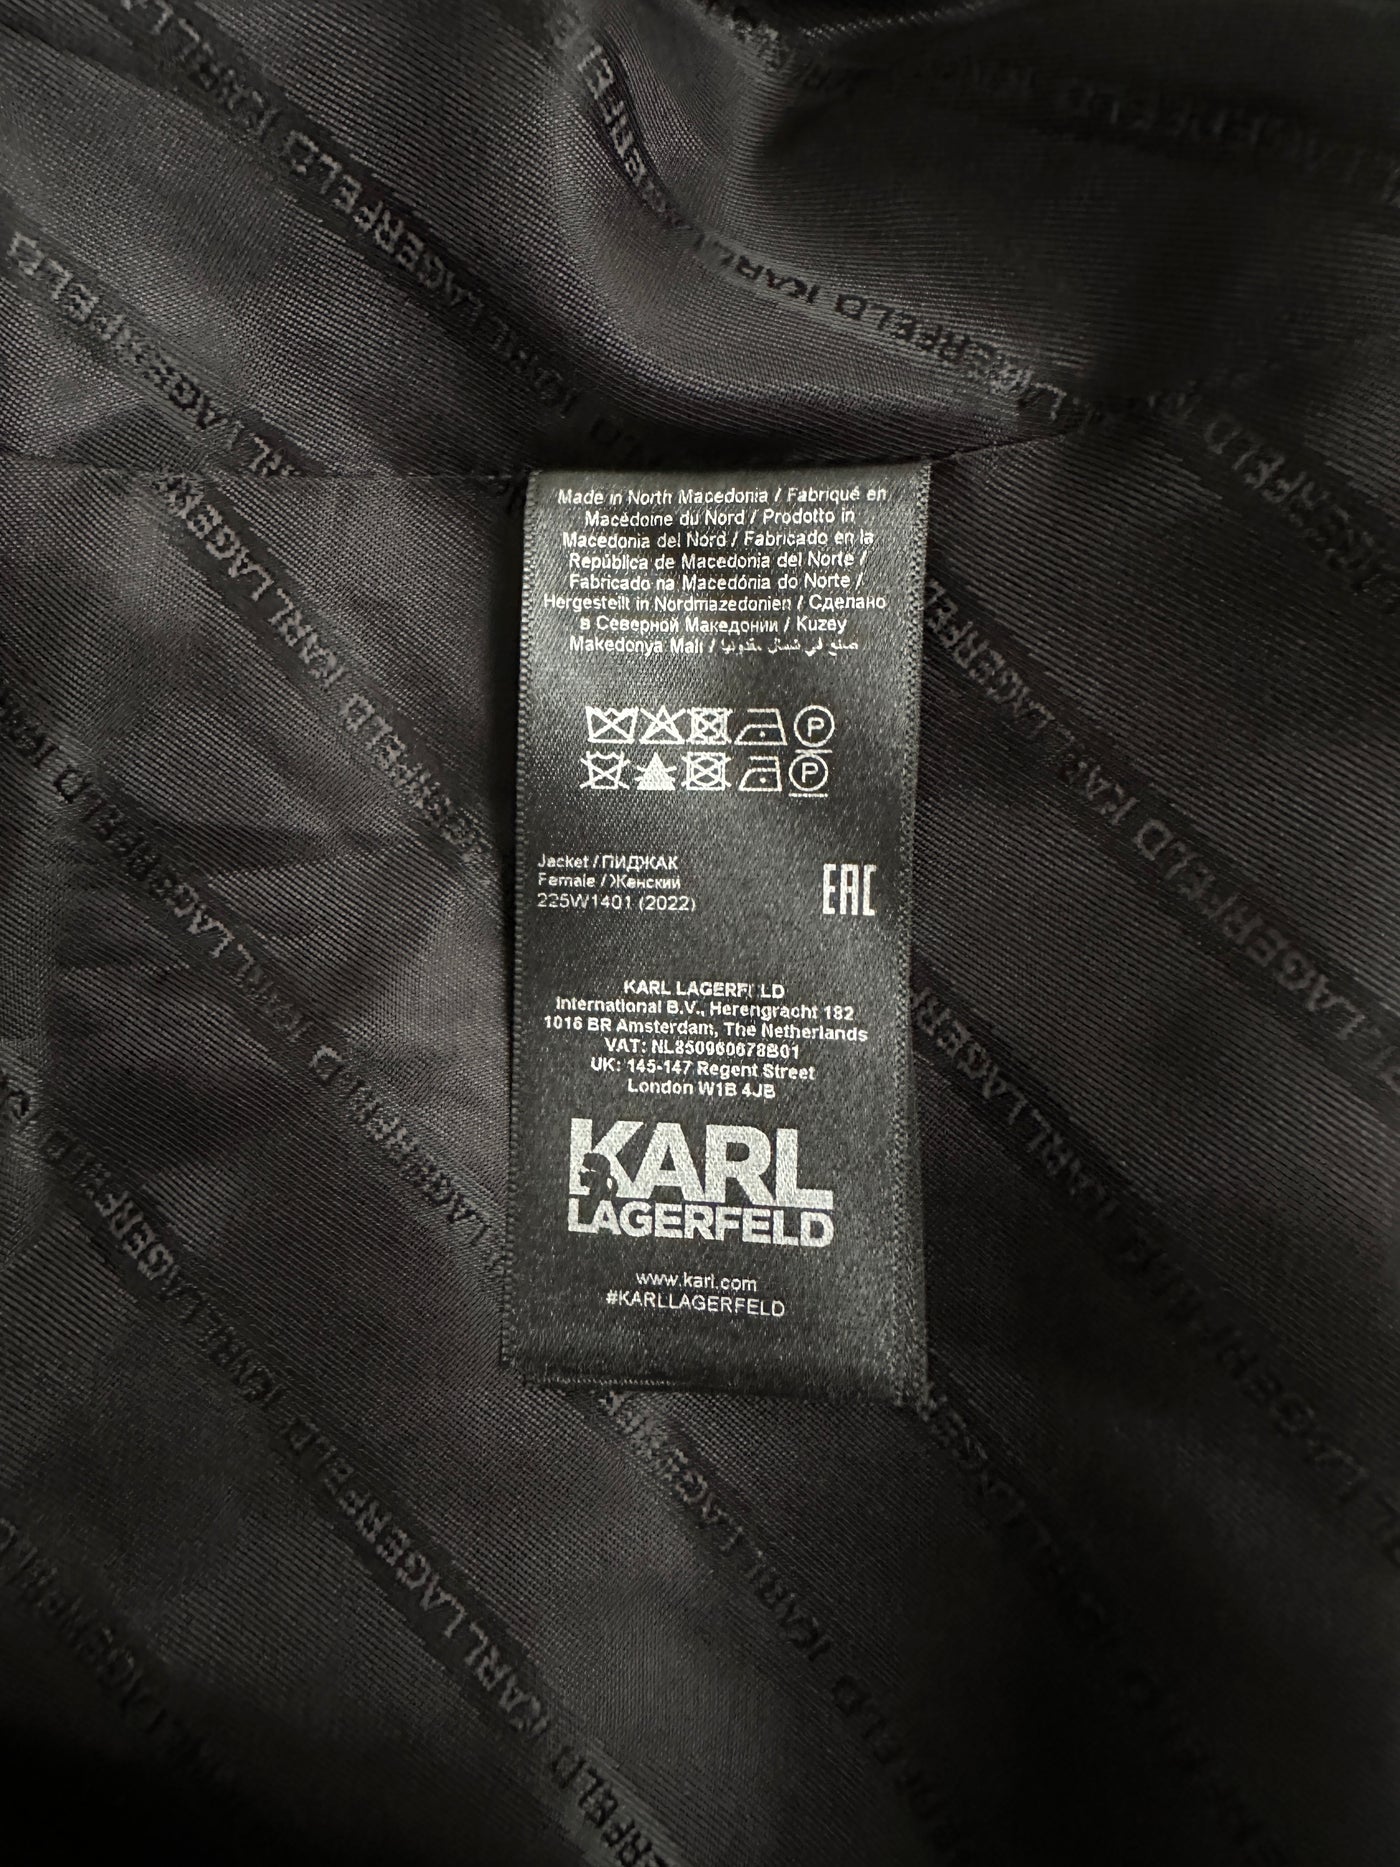 Made in North Macedonia / Fabriqué en
Macédoine du Nord / Prodotto in
Macedonia del Nord / Fabricado en la
República de Macedonia del Norte /
Fabricado na Macedónia do Norte /
Hergestellt in Nordmazedonien / Сделано
в Северной Македонии / Kuzey
Makedonya Mali / صنع في شمال مقدونيا
P
P
Jacket / ПИДЖАК
Female / Женский
225W1401 (2022)
EAC
KARL LAGERFELD
International B.V., Herengracht 182
1016 BR Amsterdam, The Netherlands
VAT: NL850960678B01
UK: 145-147 Regent Street
London W1B 4JB
KARL
LAGERFELD
www.karl.com
#KARLLAGERFELD